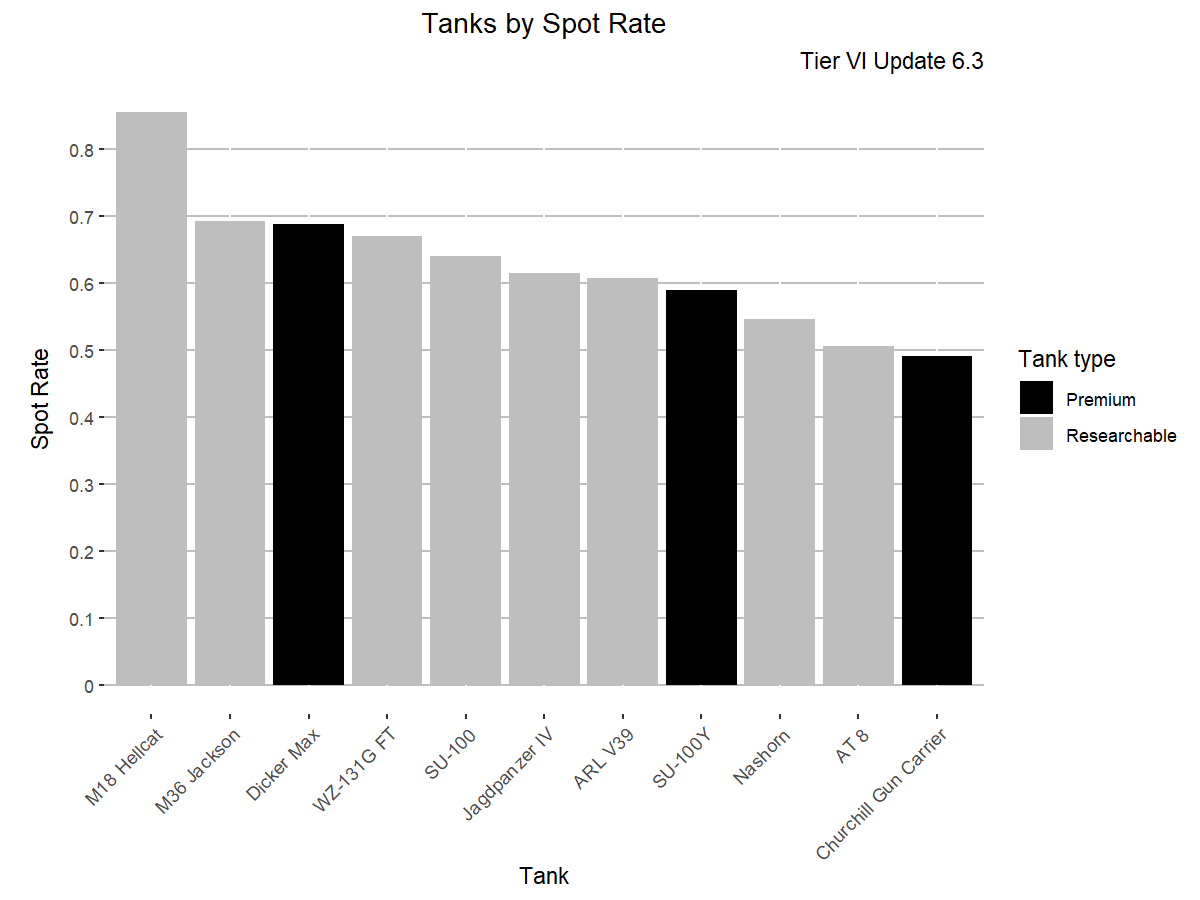 Tanks by Spot Rate
Tier VI Update 6.3
Spot Rate
0.8
0.7
0.6
0.5
0.4
0.3
0.2
0.1
0
M18 Hellcat
M36 Jackson
Dicker Max
WZ-131G FT
SU-100
Jagdpanzer IV
ARL V39
SU-100Y
Nashorn
AT 8
Churchill Gun Carrier
Tank
Tank type
Premium
Researchable